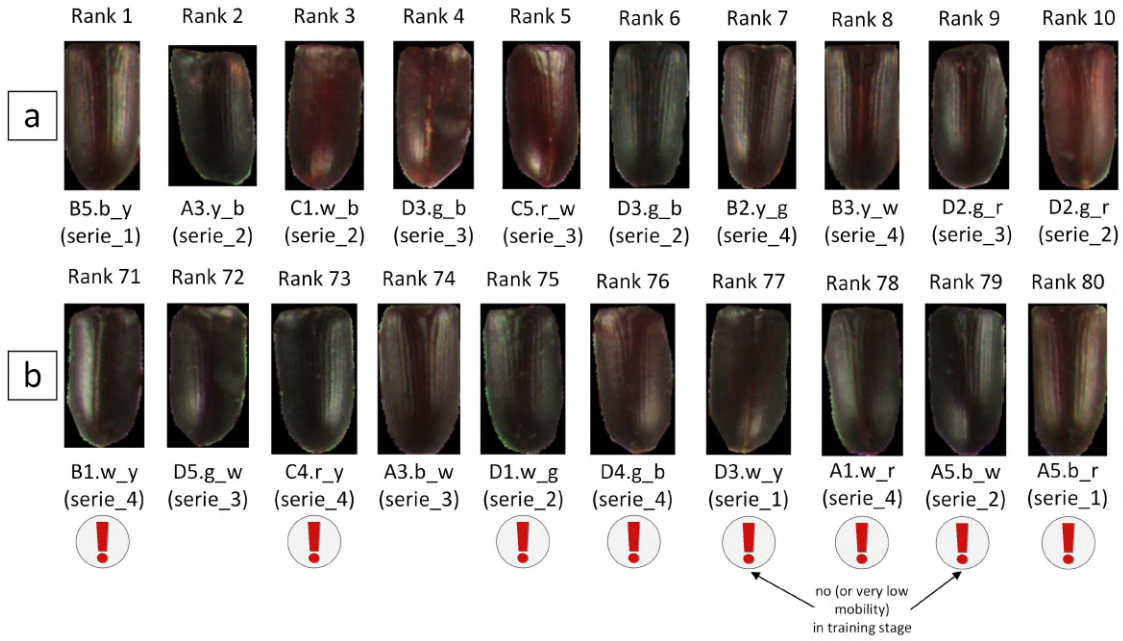 Rank 1 Rank 2 Rank 3 Rank 4 Rank 5 Rank 6 Rank 7 Rank 8 Rank 9 Rank 10
a
B5.b_y A3.y_b C1.w_b D3.g_b C5.r_w D3.g_b B2.y_g B3.y_w D2.g_r D2.g_r
(serie_1) (serie_2) (serie_2) (serie_3) (serie_3) (serie_2) (serie_4) (serie_4) (serie_3) (serie_2)
Rank 71 Rank 72 Rank 73 Rank 74 Rank 75 Rank 76 Rank 77 Rank 78 Rank 79 Rank 80
b
B1.w_y D5.g_w C4.r_y A3.b_w D1.w_g D4.g_b D3.w_y A1.w_r A5.b_w A5.b_r
(serie_4) (serie_3) (serie_4) (serie_3) (serie_2) (serie_4) (serie_1) (serie_4) (serie_2) (serie_1)
! ! ! ! ! ! ! !
no (or very low
mobility)
in training stage